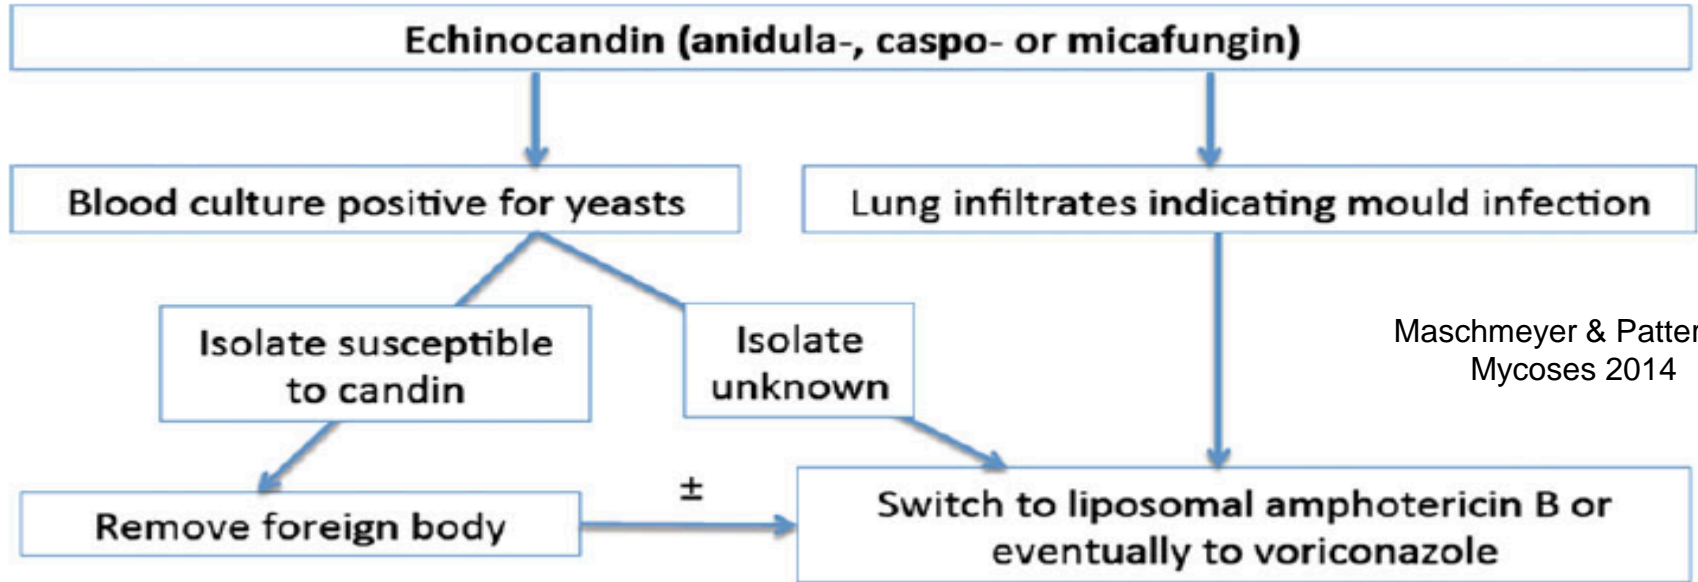 Echinocandin (anidula-, caspo- or micafungin)
Blood culture positive for yeasts
Lung infiltrates indicating mould infection
Isolate susceptible
to candin
Isolate
unknown
Maschmeyer &
Mycoses 2014
Remove foreign body
±
Switch to liposomal amphotericin B or
eventually to voriconazole